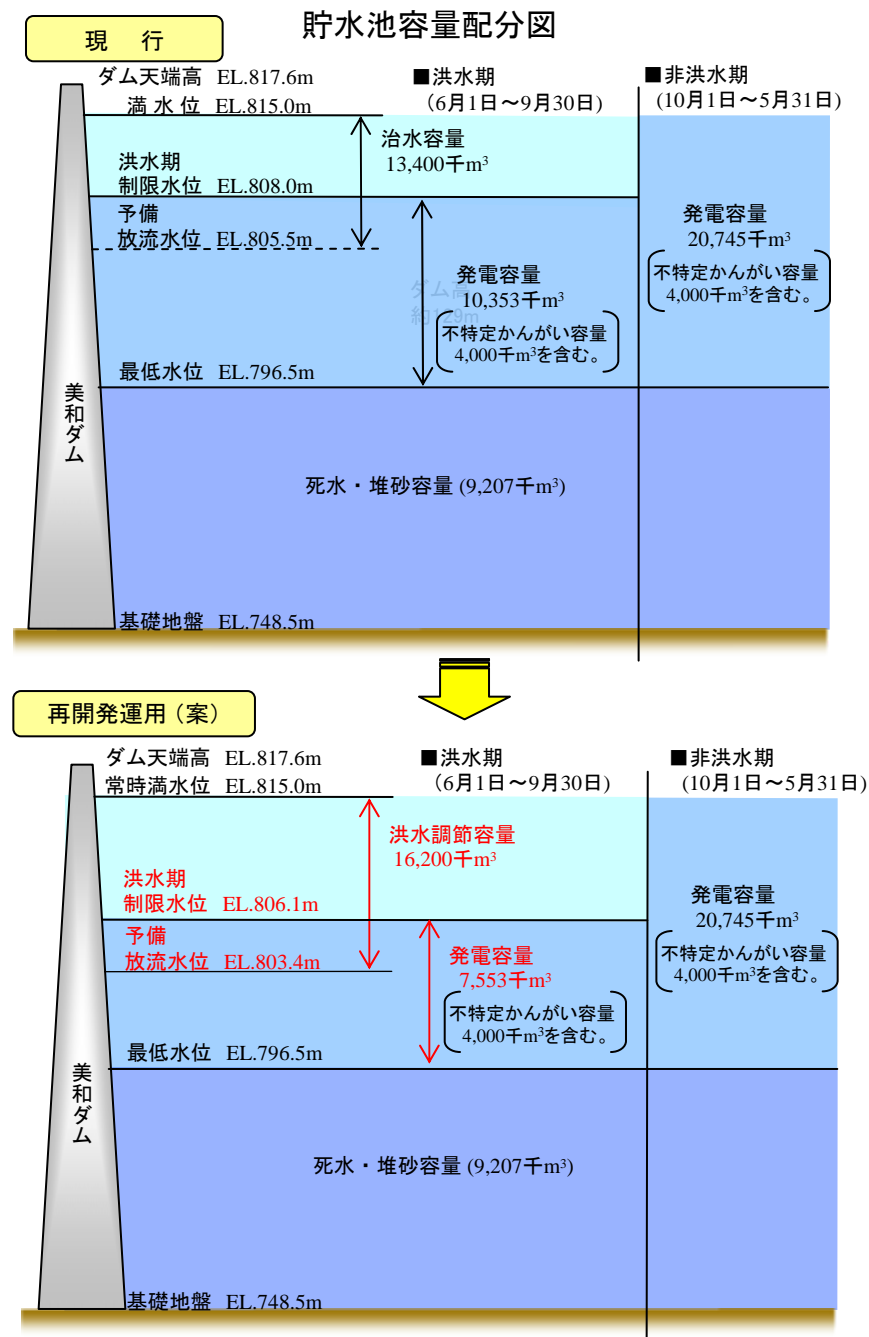 貯水池容量配分図
現 行
ダム天端高 EL.817.6m
満 水 位 EL.815.0m
洪水期
制限水位 EL.808.0m
予備
放流水位 EL.805.5m
最低水位 EL.796.5m
基礎地盤 EL.748.5m
美和ダム
■洪水期
(6月1日～9月30日)
治水容量
13,400千m³
ダム高
約129m
発電容量
10,353千m³
不特定かんがい容量
4,000千m³を含む。
■非洪水期
(10月1日～5月31日)
発電容量
20,745千m³
不特定かんがい容量
4,000千m³を含む。
死水・堆砂容量 (9,207千m³)
再開発運用（案）
ダム天端高 EL.817.6m
常時満水位 EL.815.0m
洪水期
制限水位 EL.806.1m
予備
放流水位 EL.803.4m
最低水位 EL.796.5m
基礎地盤 EL.748.5m
美和ダム
■洪水期
(6月1日～9月30日)
洪水調節容量
16,200千m³
発電容量
7,553千m³
不特定かんがい容量
4,000千m³を含む。
■非洪水期
(10月1日～5月31日)
発電容量
20,745千m³
不特定かんがい容量
4,000千m³を含む。
死水・堆砂容量 (9,207千m³)